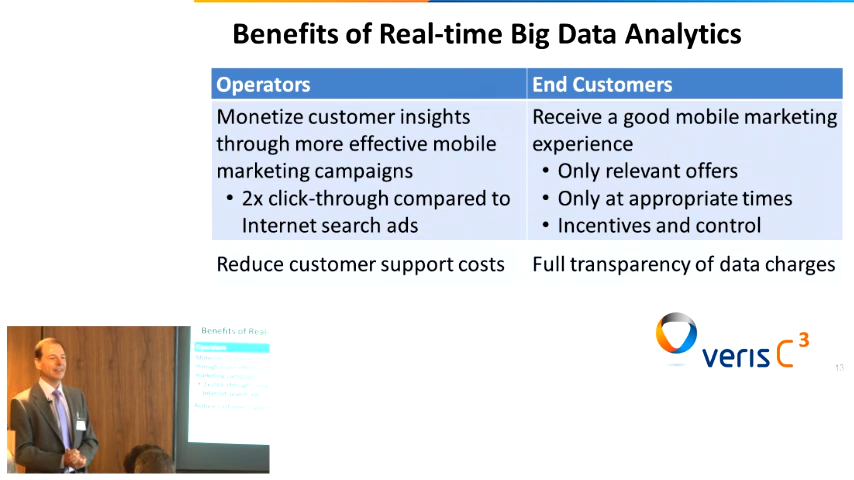 Benefits of Real-time Big Data Analytics
Operators
Monetize customer insights
through more effective mobile
marketing campaigns
• 2x click-through compared to
Internet search ads
Reduce customer support costs
End Customers
Receive a good mobile marketing
experience
• Only relevant offers
• Only at appropriate times
• Incentives and control
Full transparency of data charges
verıs C³
13
Benefits of Real-